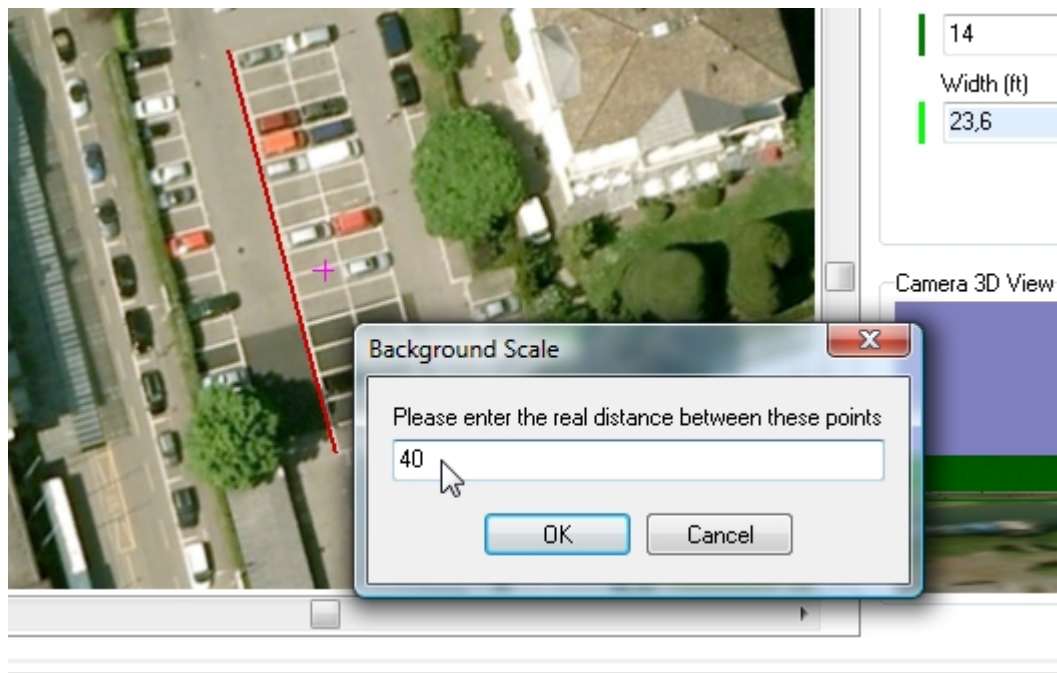 14
Width (ft)
23,6
Camera 3D View
Background Scale
Please enter the real distance between these points
40
OK
Cancel